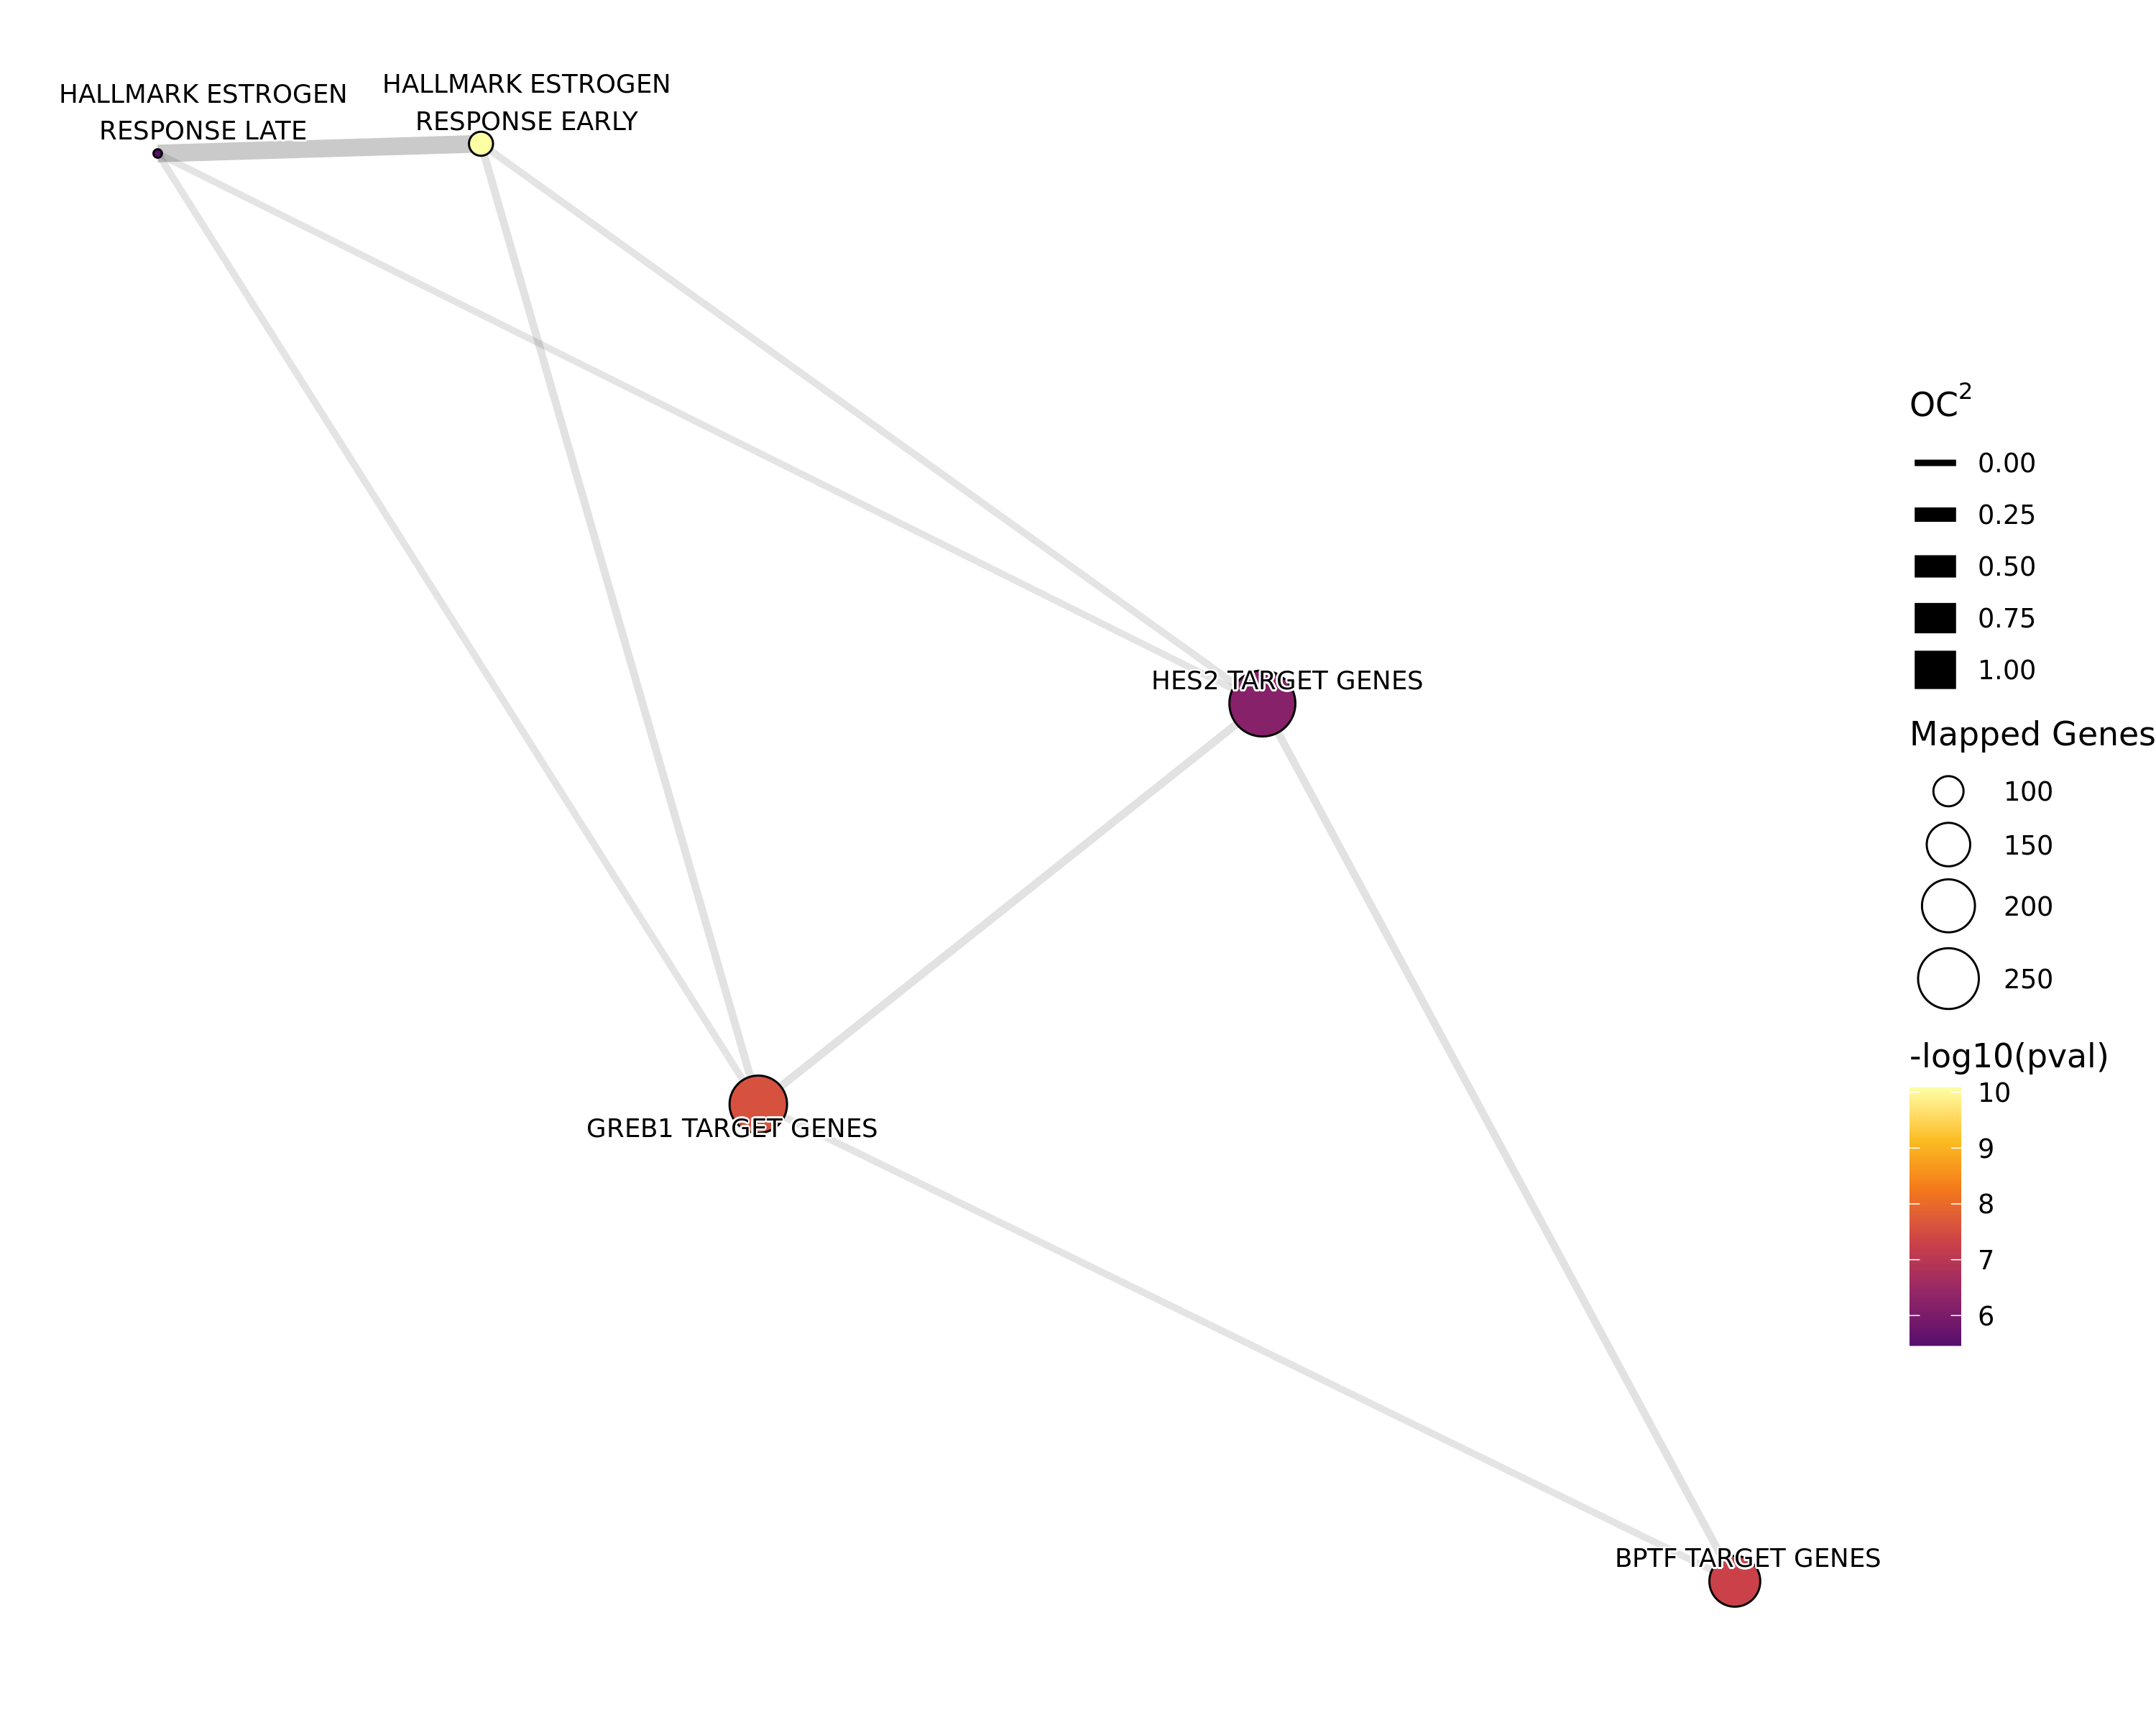 HALLMARK ESTROGEN
RESPONSE LATE
HALLMARK ESTROGEN
RESPONSE EARLY
HES2 TARGET GENES
GREB1 TARGET GENES
BPTF TARGET GENES
OC²
0.00
0.25
0.50
0.75
1.00
Mapped Genes
100
150
200
250
-log10(pval)
10
9
8
7
6